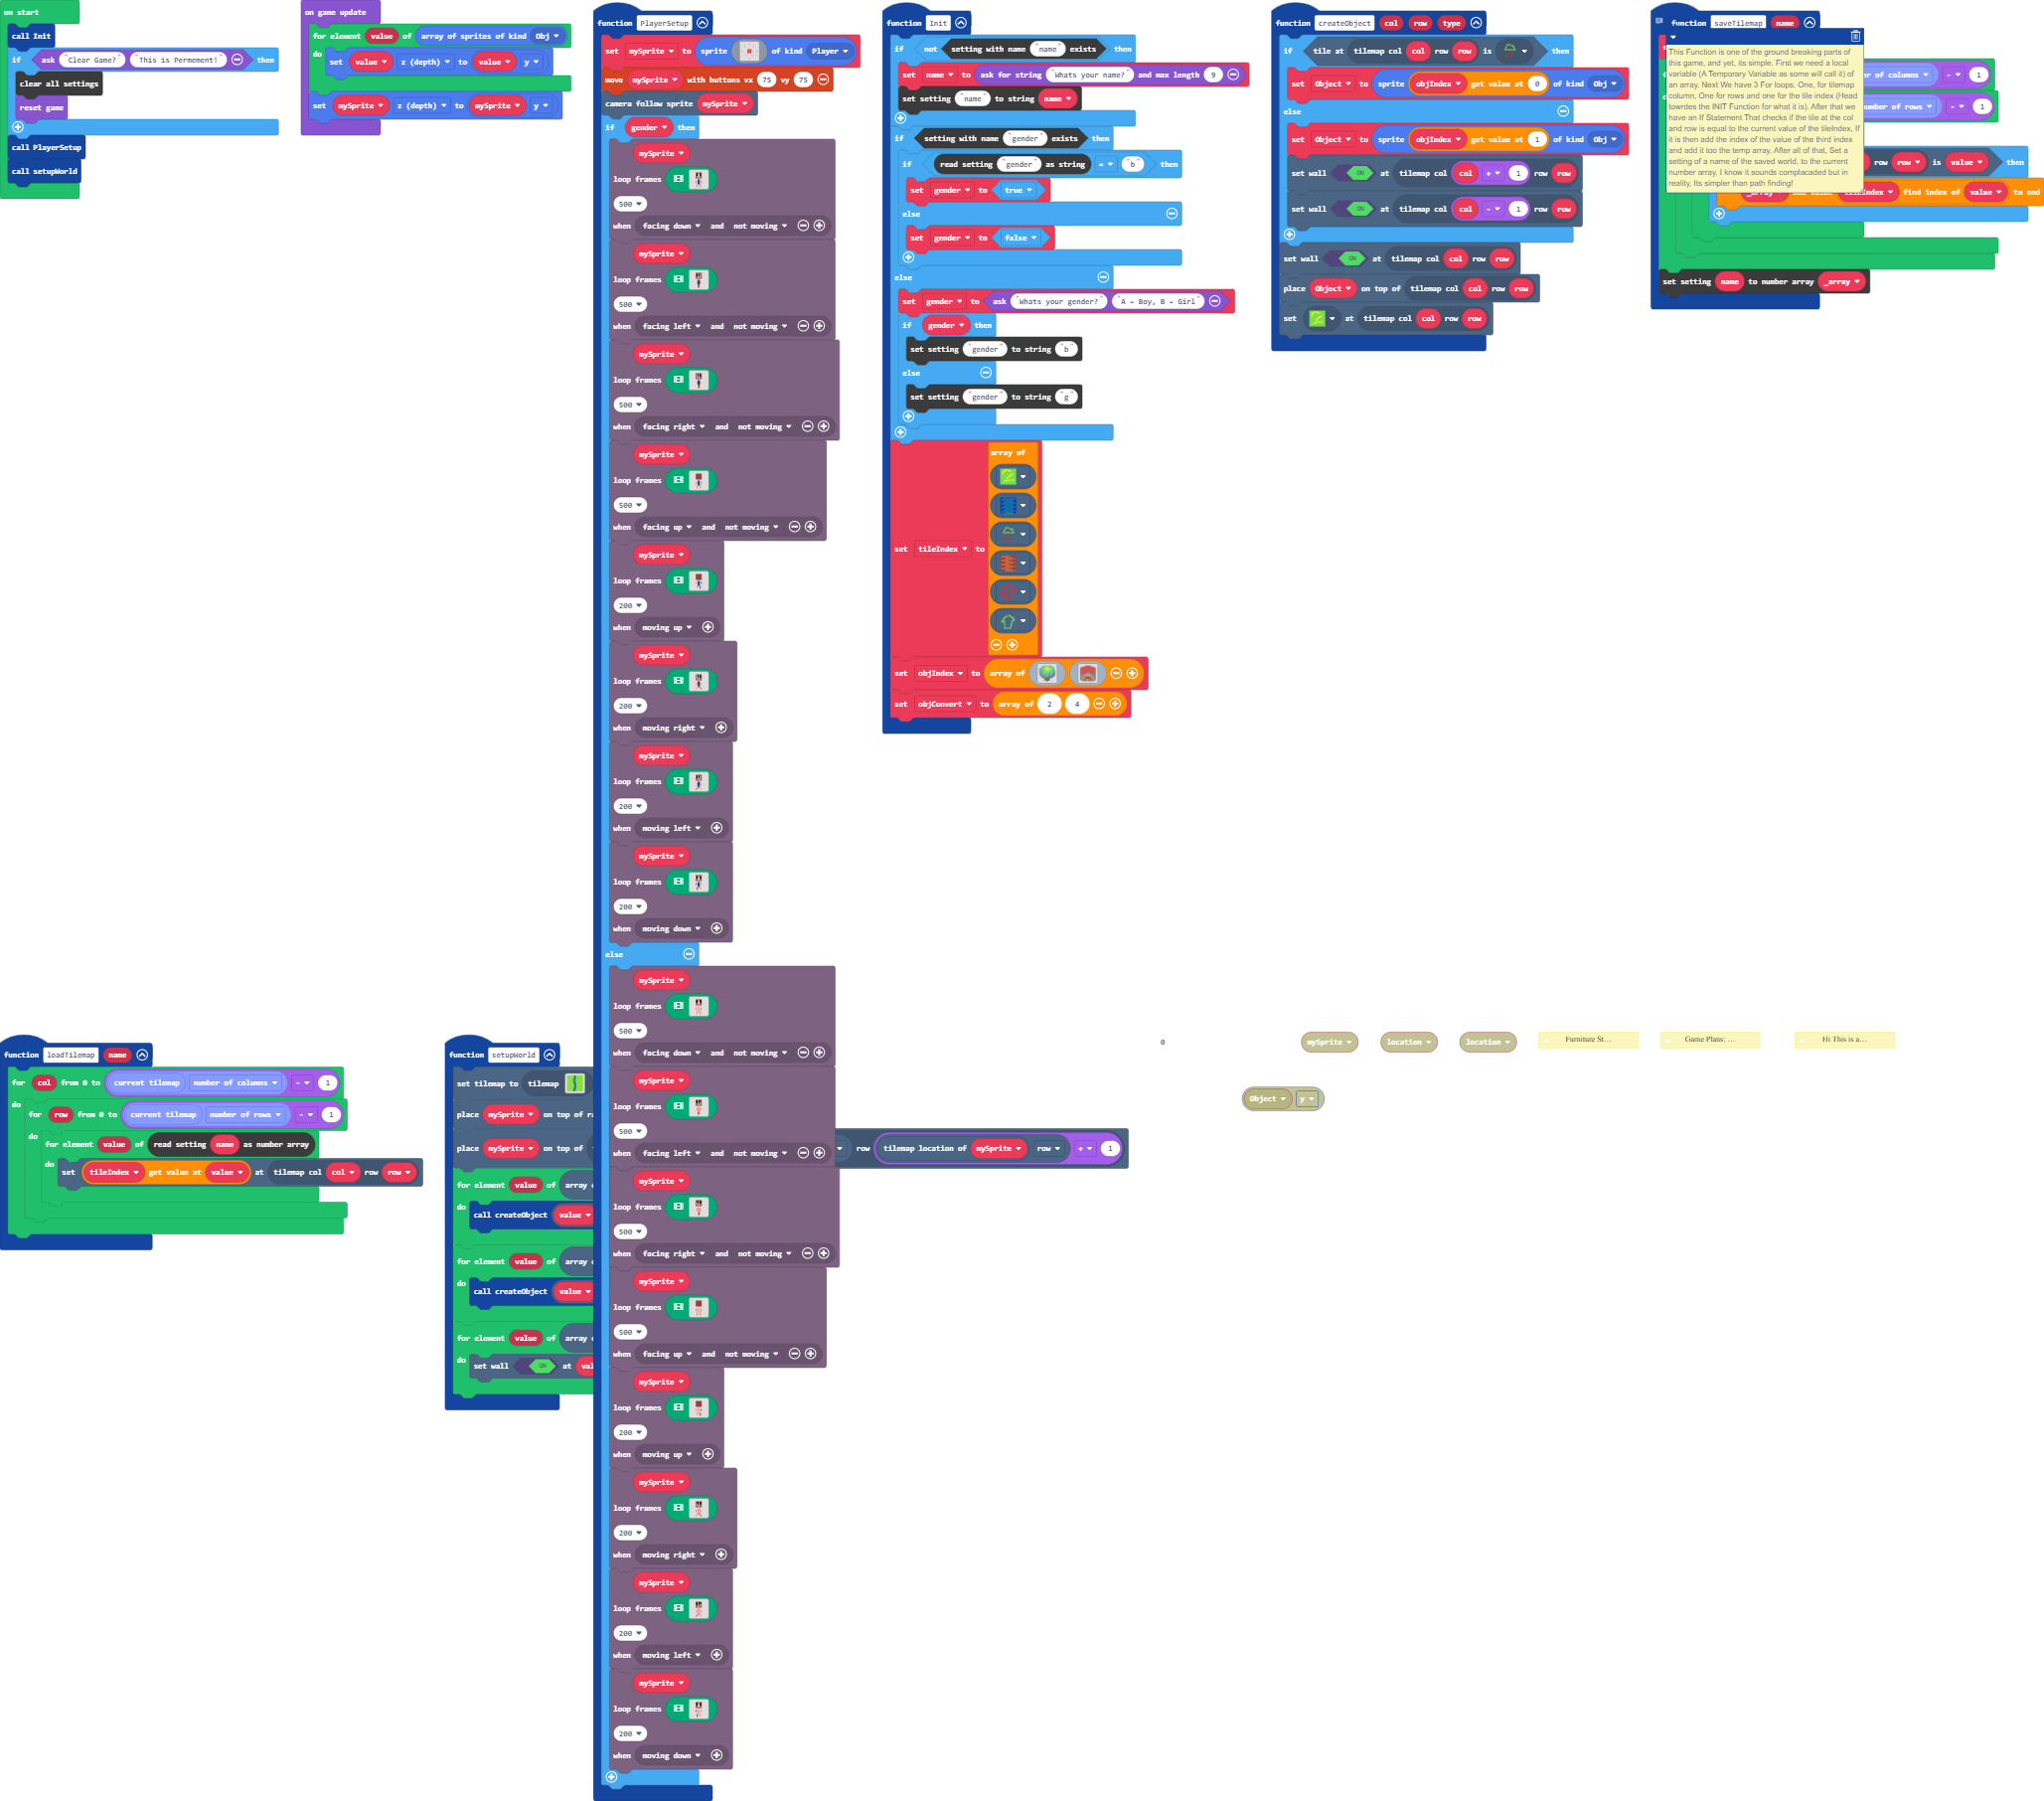 on start
call Init
if ask "Clear Game?" "This is Permement!" then
clear all settings
reset game
call PlayerSetup
call setupWorld
on game update
for element value of array of sprites of kind Obj
do
set value z (depth) to value y
set mySprite z (depth) to mySprite y
function PlayerSetup
set mySprite to sprite of kind Player
move mySprite with buttons vx 75 vy 75
camera follow sprite mySprite
if gender then
mySprite
loop frames
500
when facing down and not moving
mySprite
loop frames
500
when facing left and not moving
mySprite
loop frames
500
when facing right and not moving
mySprite
loop frames
500
when facing up and not moving
mySprite
loop frames
200
when moving up
mySprite
loop frames
200
when moving right
mySprite
loop frames
200
when moving left
mySprite
loop frames
200
when moving down
else
mySprite
loop frames
500
when facing down and not moving
mySprite
loop frames
500
when facing left and not moving
mySprite
loop frames
500
when facing right and not moving
mySprite
loop frames
500
when facing up and not moving
mySprite
loop frames
200
when moving up
mySprite
loop frames
200
when moving right
mySprite
loop frames
200
when moving left
mySprite
loop frames
200
when moving down
function Init
if not setting with name "name" exists then
set name to ask for string "Whats your name?" and max length 9
set setting "name" to string name
if setting with name "gender" exists then
if read setting "gender" as string = "b" then
set gender to true
else
set gender to false
else
set gender to ask "Whats your gender?" "A = Boy, B = Girl"
if gender then
set setting "gender" to string "b"
else
set setting "gender" to string "g"
array of
set tileIndex to
set objIndex to array of
set objConvert to array of 2 4
function createObject col row type
if tile at tilemap col col row row is then
set Object to sprite objIndex get value at 0 of kind Obj
else
set Object to sprite objIndex get value at 1 of kind Obj
set wall ON at tilemap col col + 1 row row
set wall ON at tilemap col col - 1 row row
set wall ON at tilemap col col row row
place Object on top of tilemap col col row row
set at tilemap col col row row
function saveTilemap name
This Function is one of the ground breaking parts of
this game, and yet, its simple. First we need a local
variable (A Temporary Variable as some will call it) of
an array. Next We have 3 For loops. One, for tilemap
column, One for rows and one for the tile index (Head
towrdes the INIT Function for what it is). After that we
have an If Statement That checks if the tile at the col
and row is equal to the current value of the tileIndex, If
it is then add the index of the value of the third index
and add it too the temp array. After all of that, Set a
setting of a name of the saved world, to the current
number array. I know it sounds complacaded but in
reality, Its simpler than path finding!
of columns - 1
of rows - 1
row row is value then
find index of value to end
set setting name to number array _array
function loadTilemap name
for col from 0 to current tilemap number of columns - 1
do
for row from 0 to current tilemap number of rows - 1
do
for element value of read setting name as number array
do
set tileIndex get value at value at tilemap col col row row
function setupWorld
set tilemap to tilemap
place mySprite on top of
place mySprite on top of
row tilemap location of mySprite row + 1
for element value of array
do
call createObject value
for element value of array
do
call createObject value
for element value of array
do
set wall ON at
0
mySprite
location
location
Furniture St...
Game Plans: ...
Hi This is a...
Object y